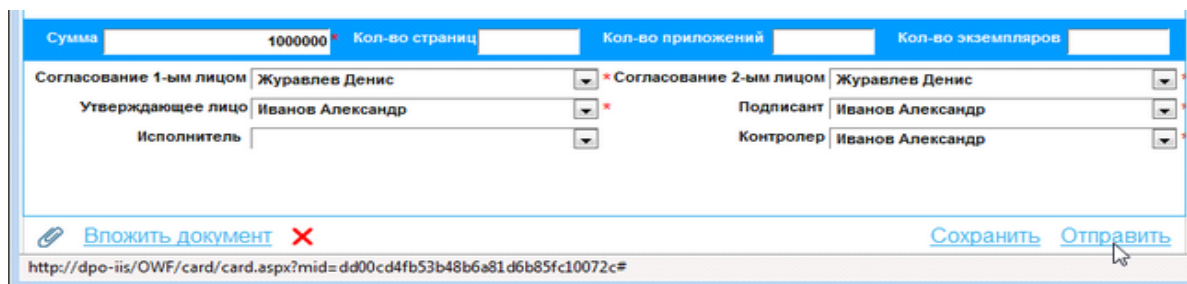 Сумма 1000000* Кол-во страниц Кол-во приложений Кол-во экземпляров
Согласование 1-ым лицом Журавлев Денис * Согласование 2-ым лицом Журавлев Денис *
Утверждающее лицо Иванов Александр * Подписант Иванов Александр *
Исполнитель Контролер Иванов Александр *
Вложить документ Сохранить Отправить
http://dpo-iis/OWF/card/card.aspx?mid=dd00cd4fb53b48b6a81d6b85fc10072c#